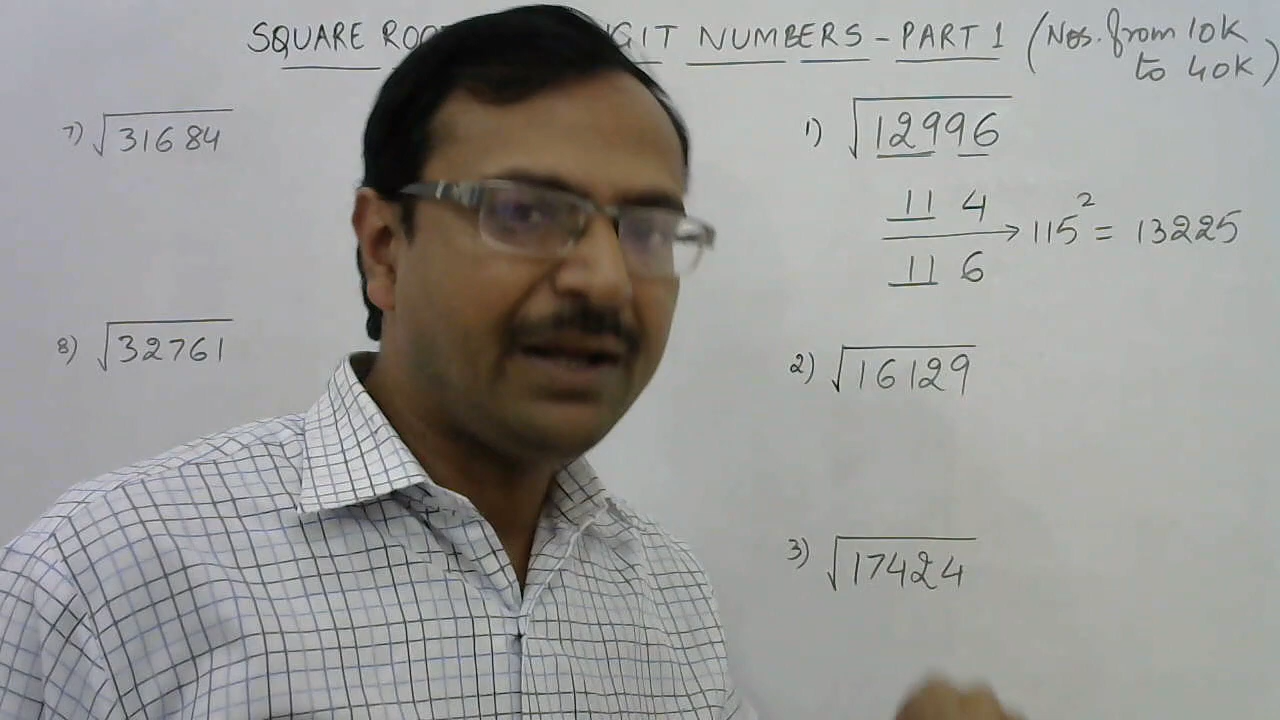 SQUARE ROO GIT NUMBERS - PART 1 (Nos. from 10K
to 40K)
7) √31684
8) √32761
1) √12996
11 4
→ 115² = 13225
11 6
2) √16129
3) √17424